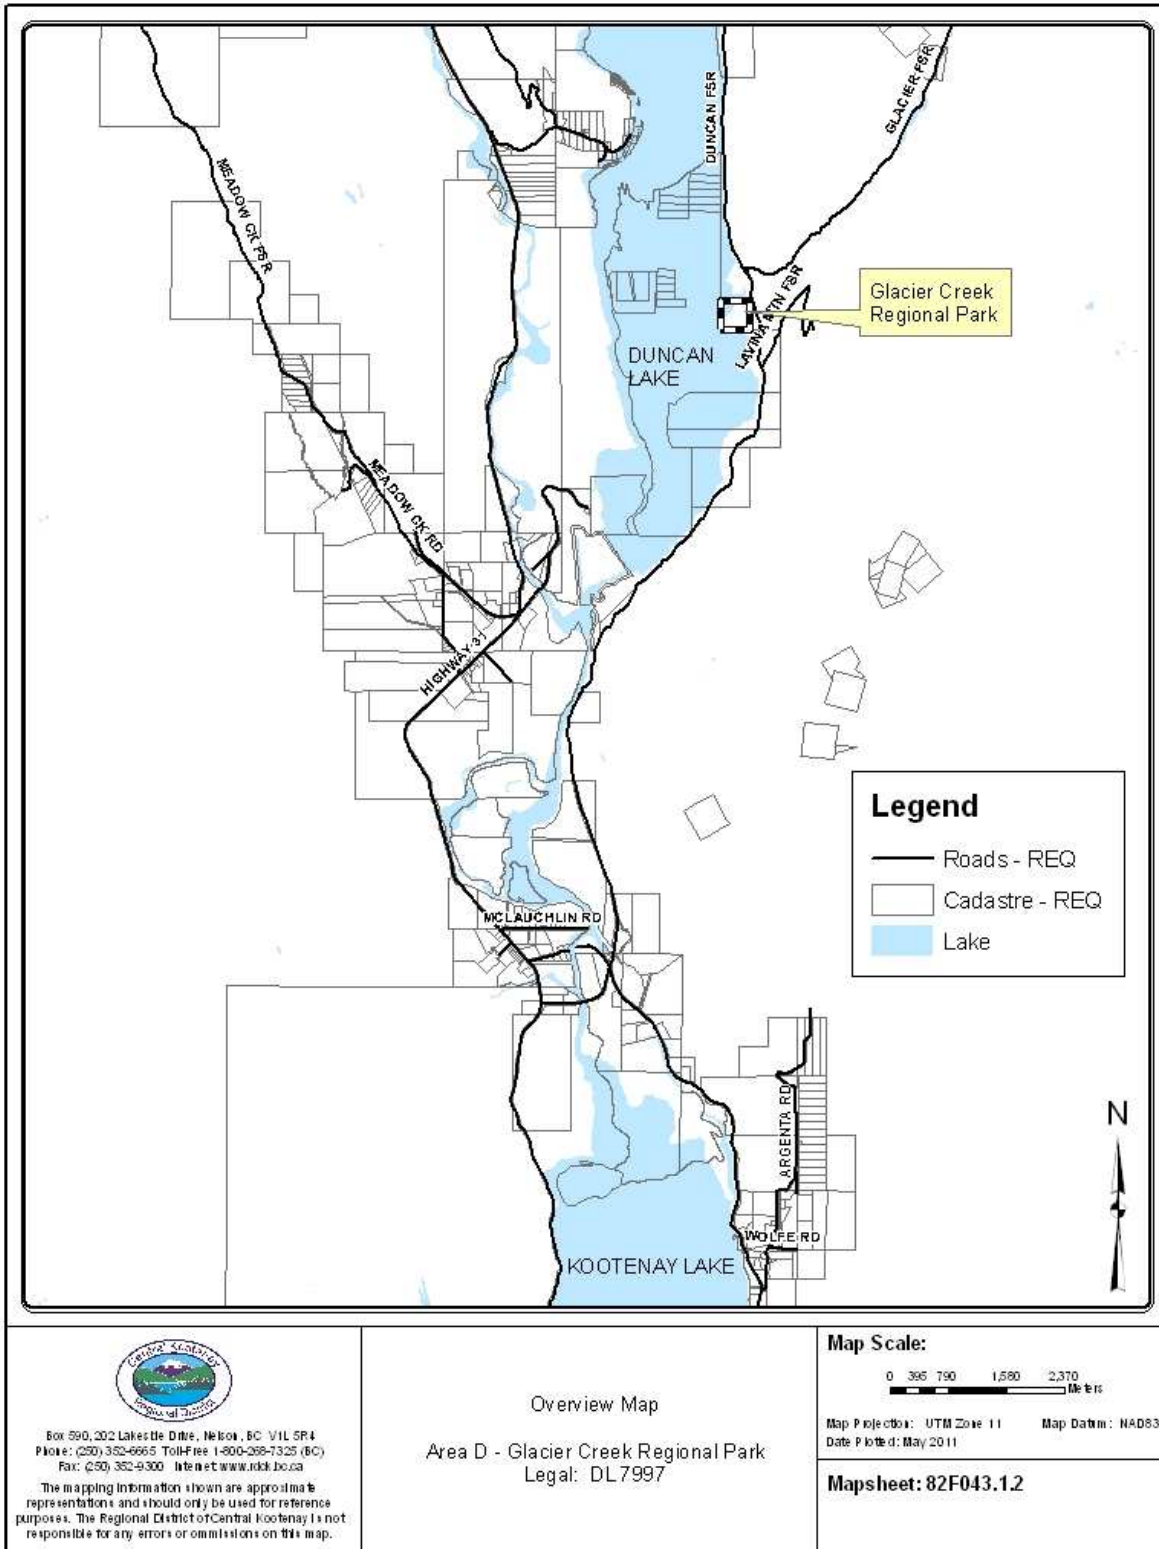 DUNCAN FSR
GLACIER FSR
MEADOW CK FSR
LAVINA MTN FSR
Glacier Creek
Regional Park
DUNCAN
LAKE
MEADOW CK RD
HIGHWAY 31
Legend
Roads - REQ
Cadastre - REQ
Lake
MCLAUCHLIN RD
ARGENTA RD
N
WOLFE RD
KOOTENAY LAKE
Central Kootenay
Regional District
Box 590, 202 Lakeside Drive, Nelson, BC V1L 5R4
Phone: (250) 352-6665 Toll-Free 1-800-268-7325 (BC)
Fax: (250) 352-9300 Internet www.rdck.bc.ca
The mapping information shown are approximate
representations and should only be used for reference
purposes. The Regional District of Central Kootenay is not
responsible for any errors or ommissions on this map.
Overview Map
Area D - Glacier Creek Regional Park
Legal: DL7997
Map Scale:
0 395 790 1,580 2,370
Meters
Map Projection: UTM Zone 11 Map Datum: NAD83
Date Plotted: May 2011
Mapsheet: 82F043.1.2